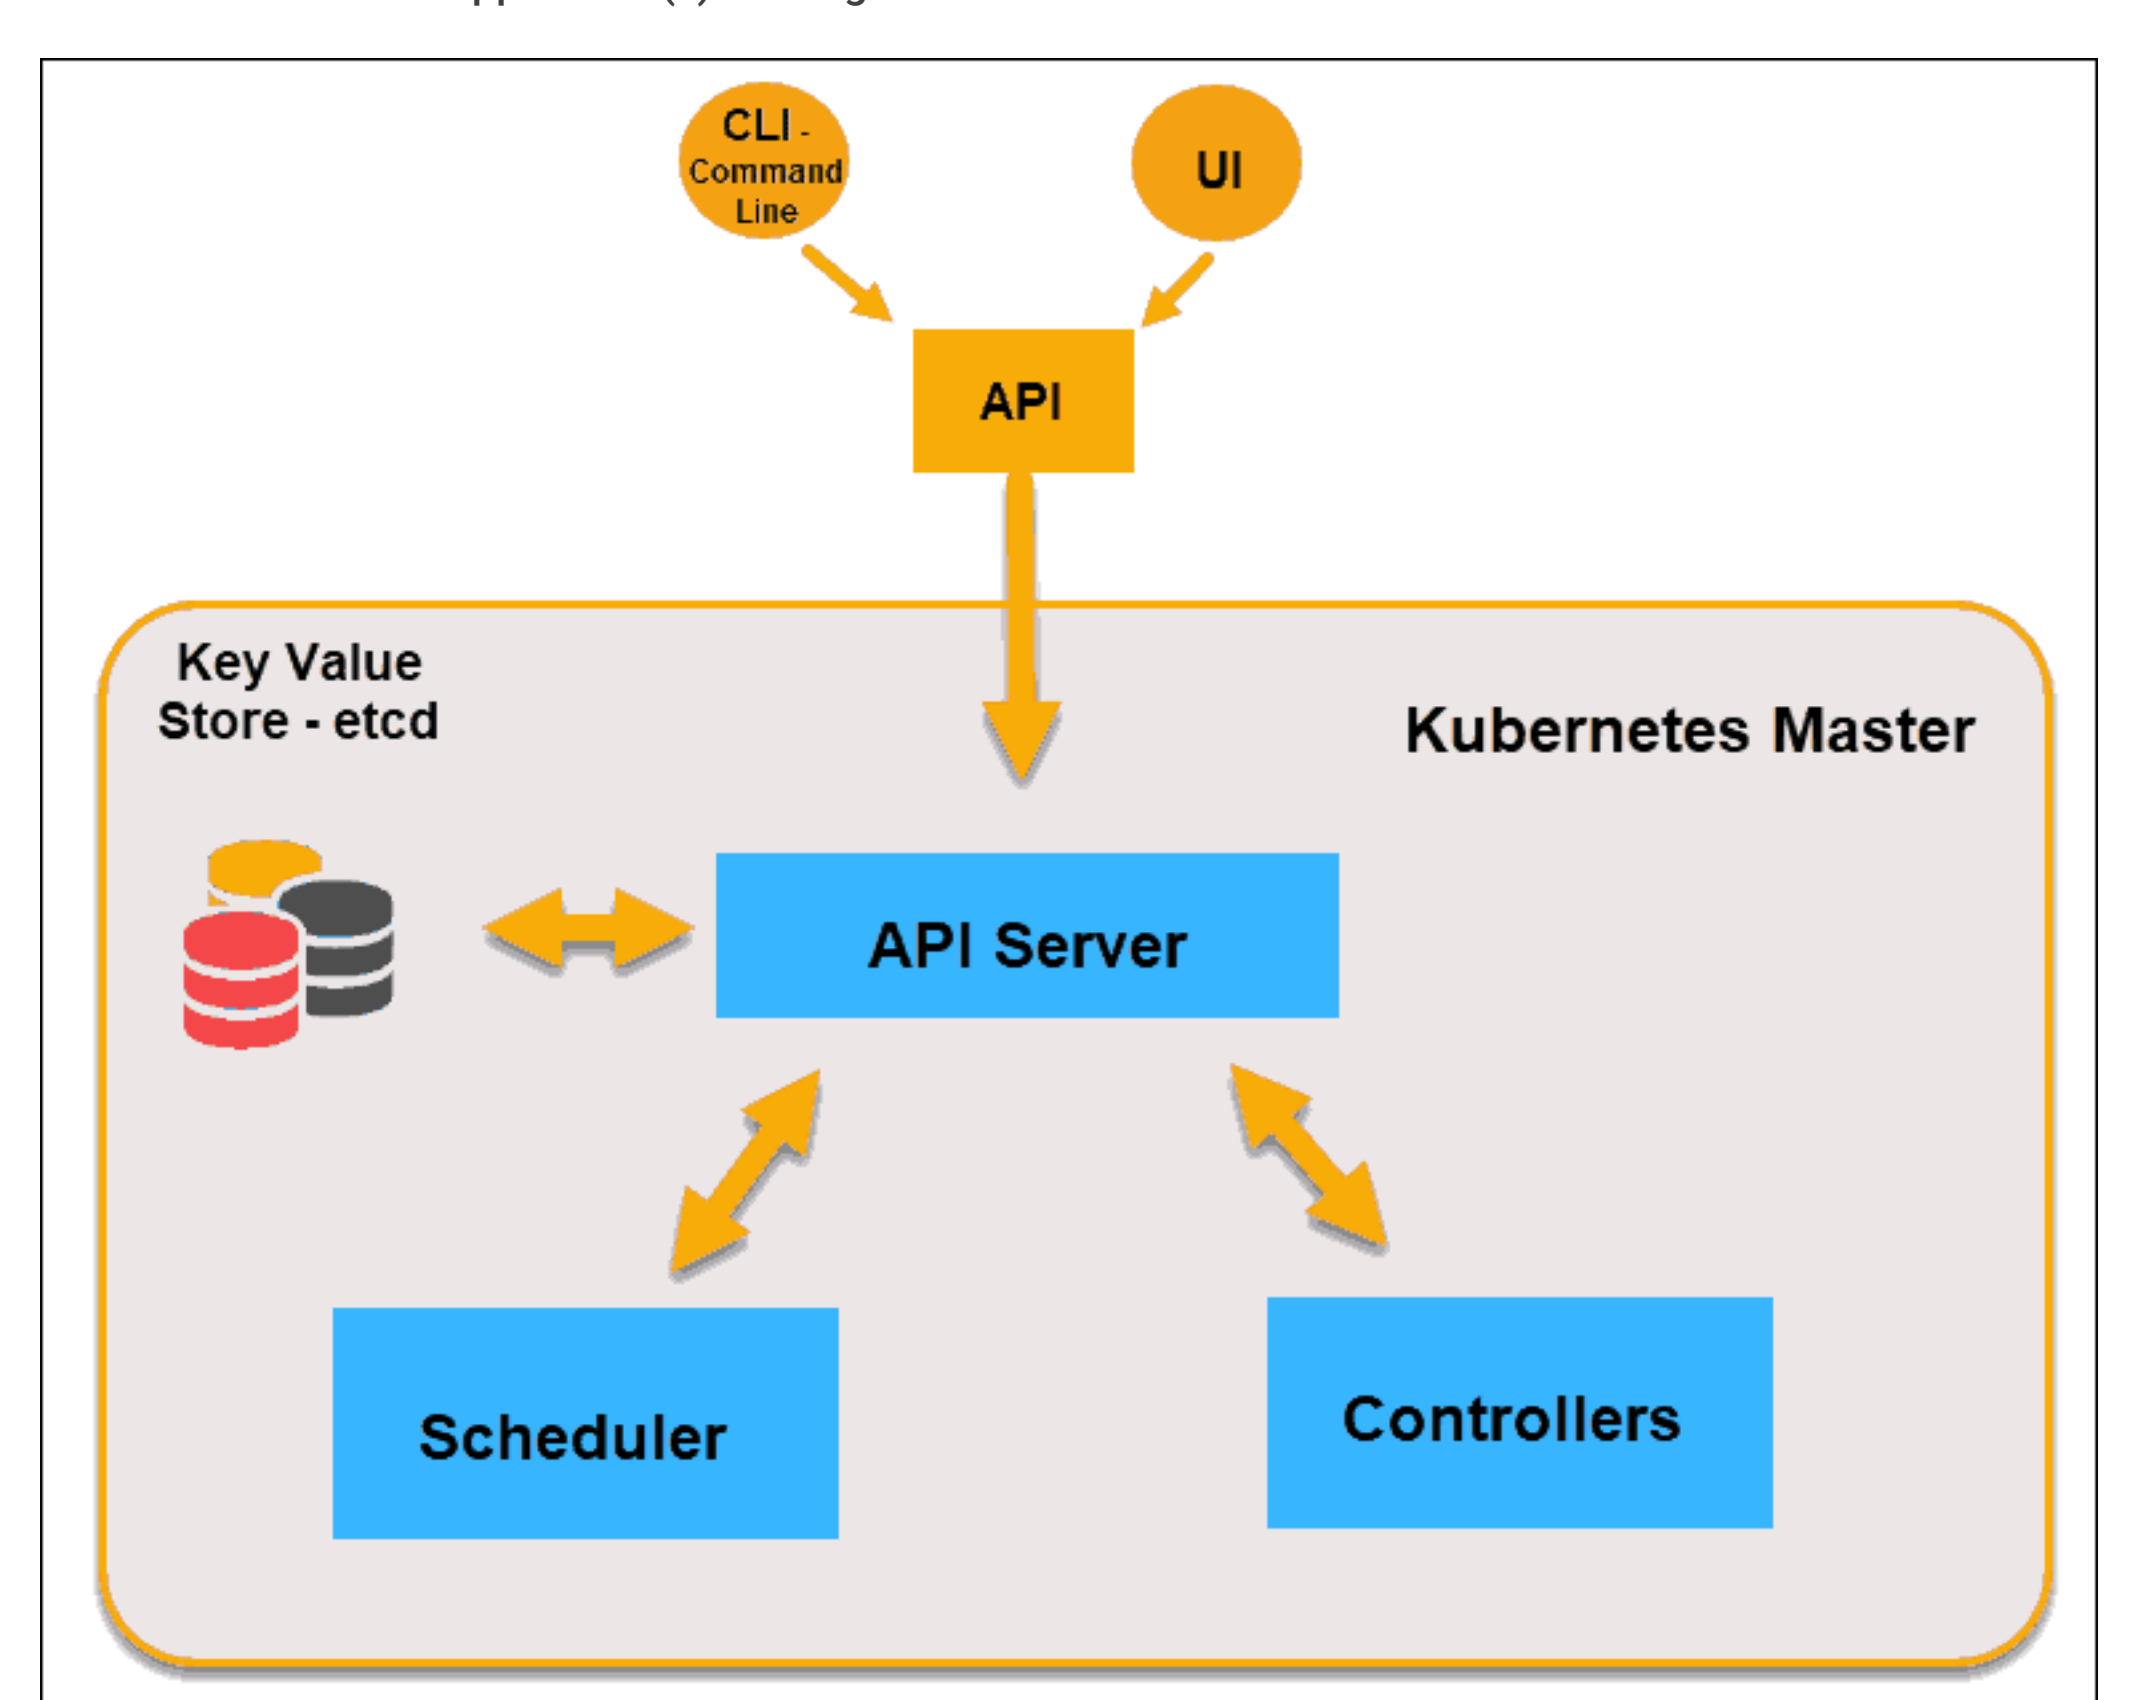 CLI -
Command
Line
UI
API
Key Value
Store - etcd
Kubernetes Master
API Server
Scheduler
Controllers